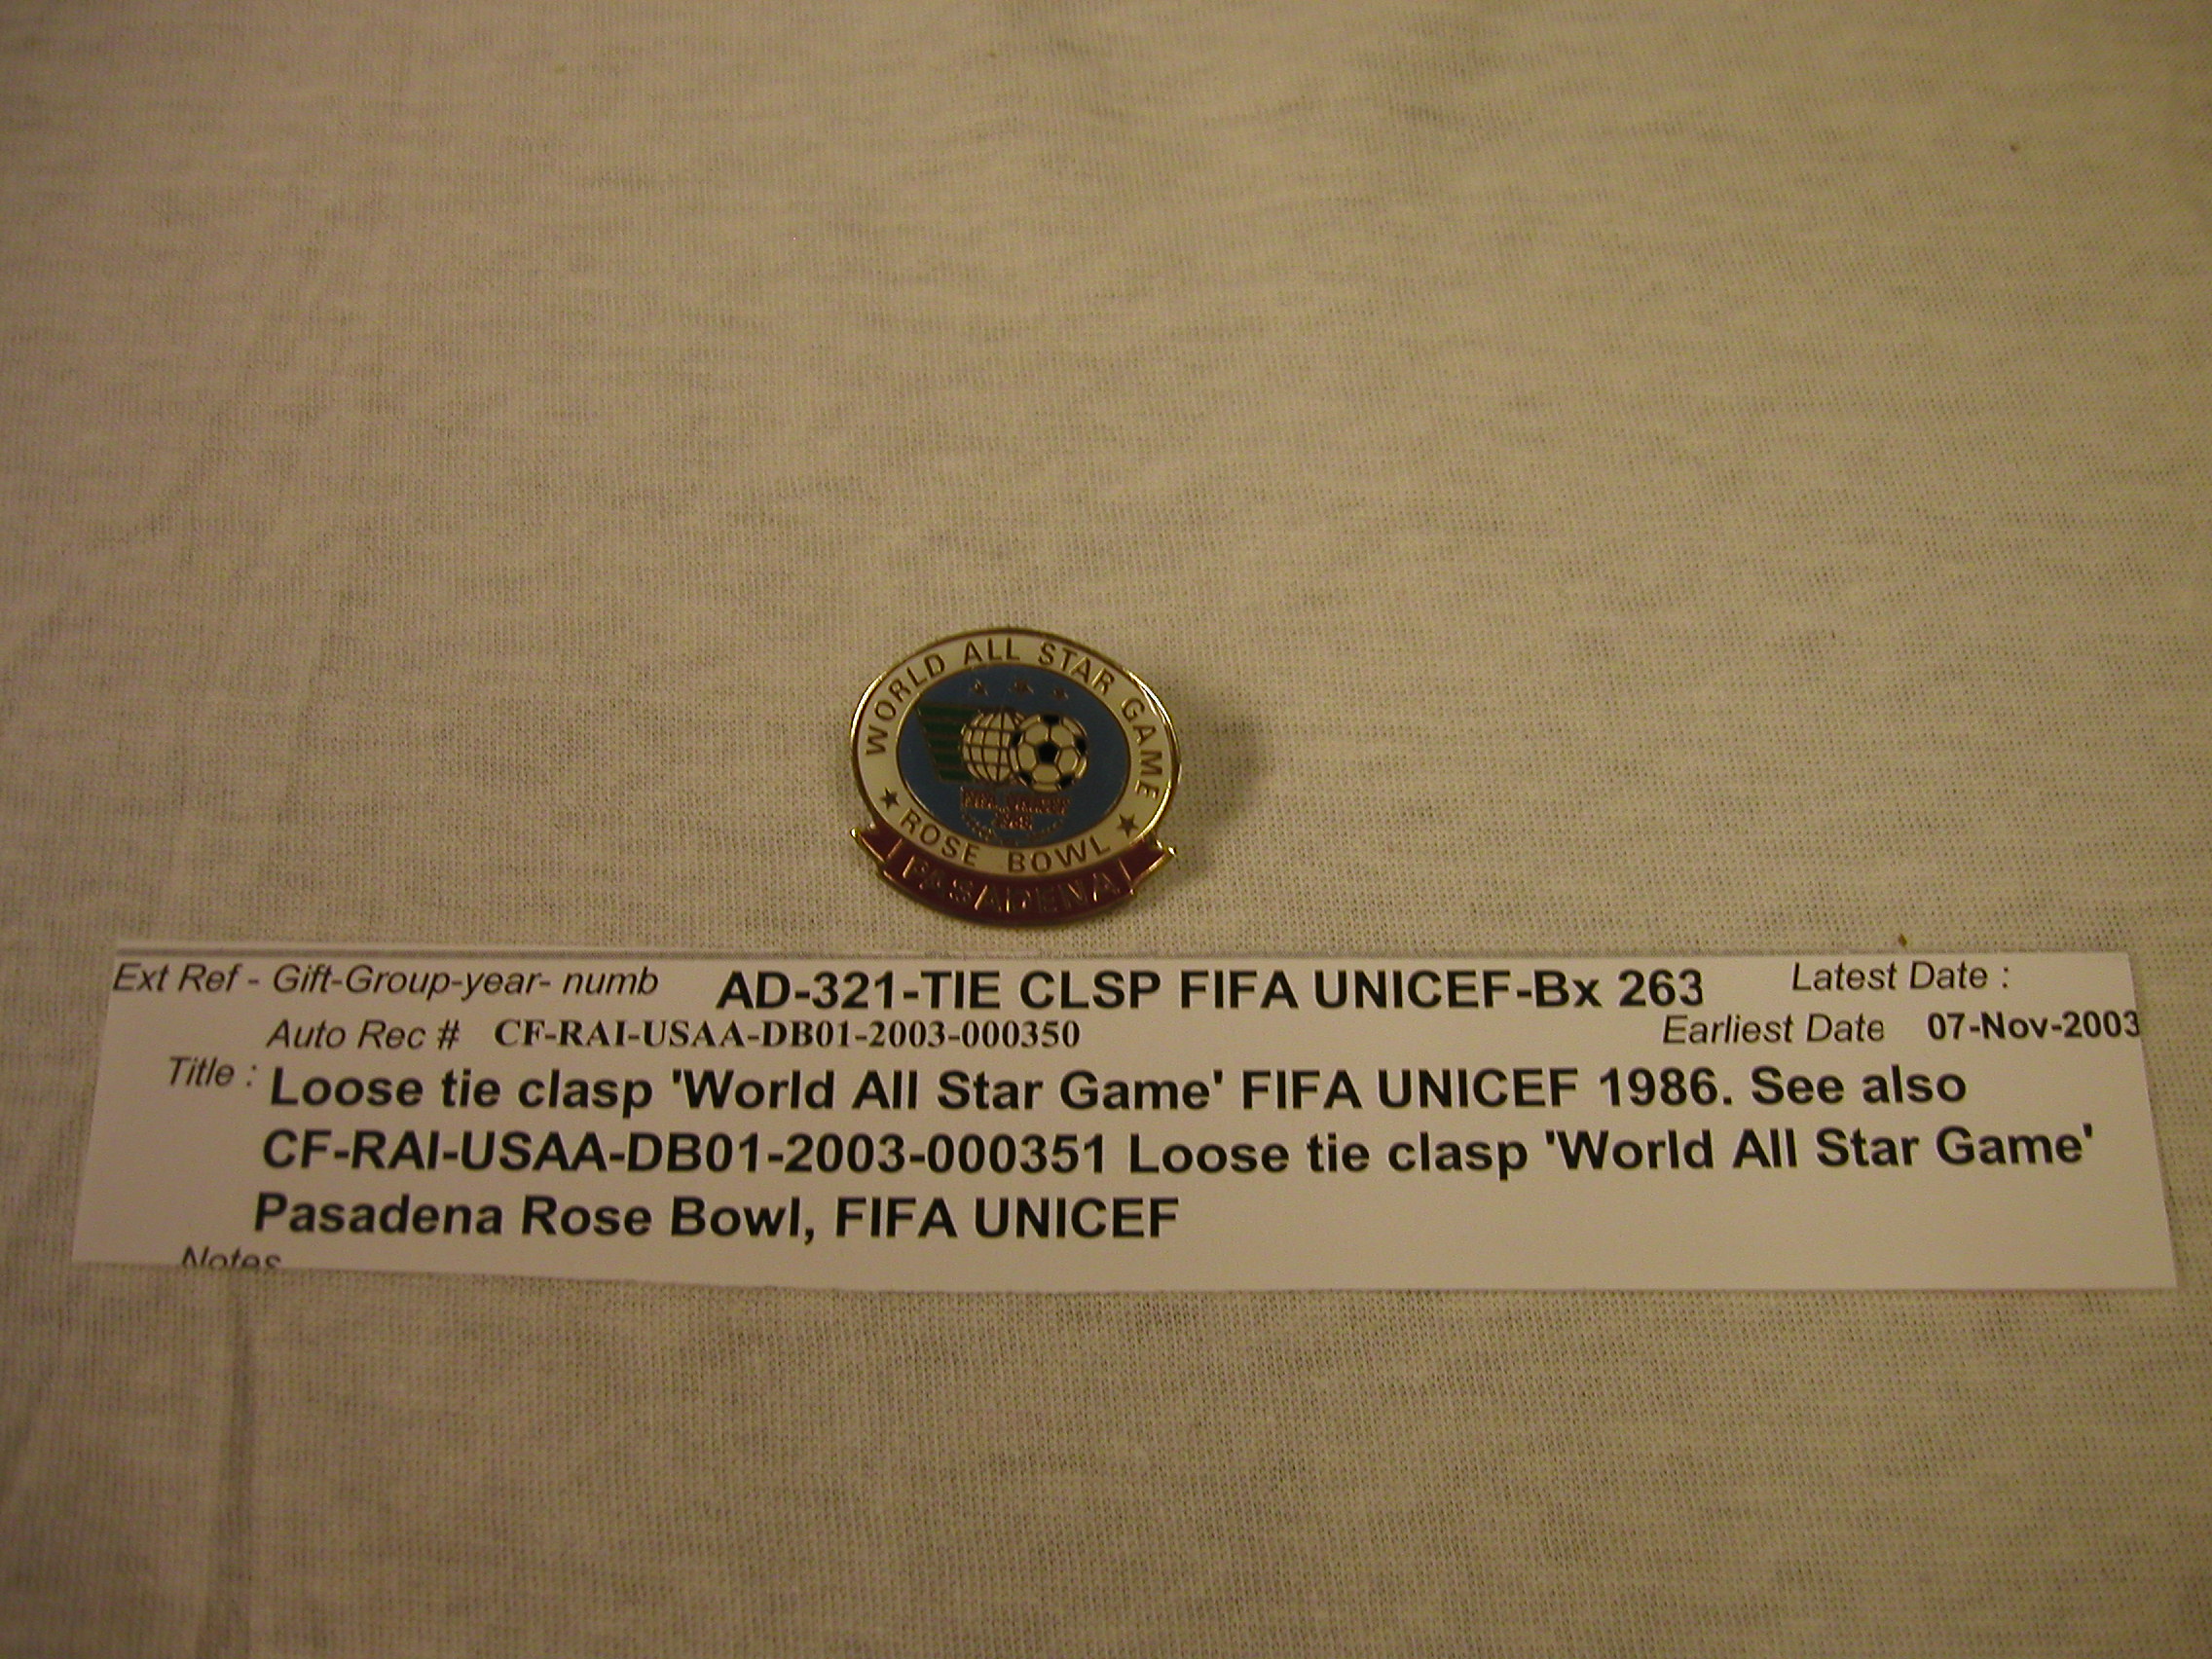 WORLD ALL STAR GAME
★ ROSE BOWL ★
PASADENA
Ext Ref - Gift-Group-year- numb AD-321-TIE CLSP FIFA UNICEF-Bx 263 Latest Date :
Auto Rec # CF-RAI-USAA-DB01-2003-000350 Earliest Date 07-Nov-2003
Title : Loose tie clasp 'World All Star Game' FIFA UNICEF 1986. See also
CF-RAI-USAA-DB01-2003-000351 Loose tie clasp 'World All Star Game'
Pasadena Rose Bowl, FIFA UNICEF
Notes